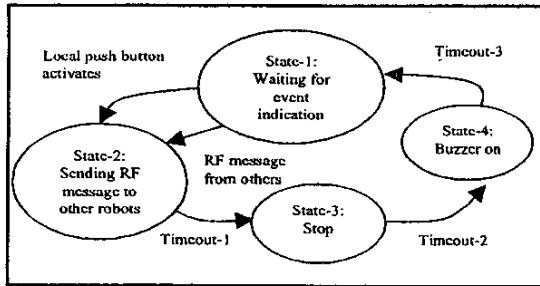 Local push button
activates
State-1:
Waiting for
event
indication
Timeout-3
State-4:
Buzzer on
State-2:
Sending RF
message to
other robots
RF message
from others
Timeout-1
State-3:
Stop
Timeout-2